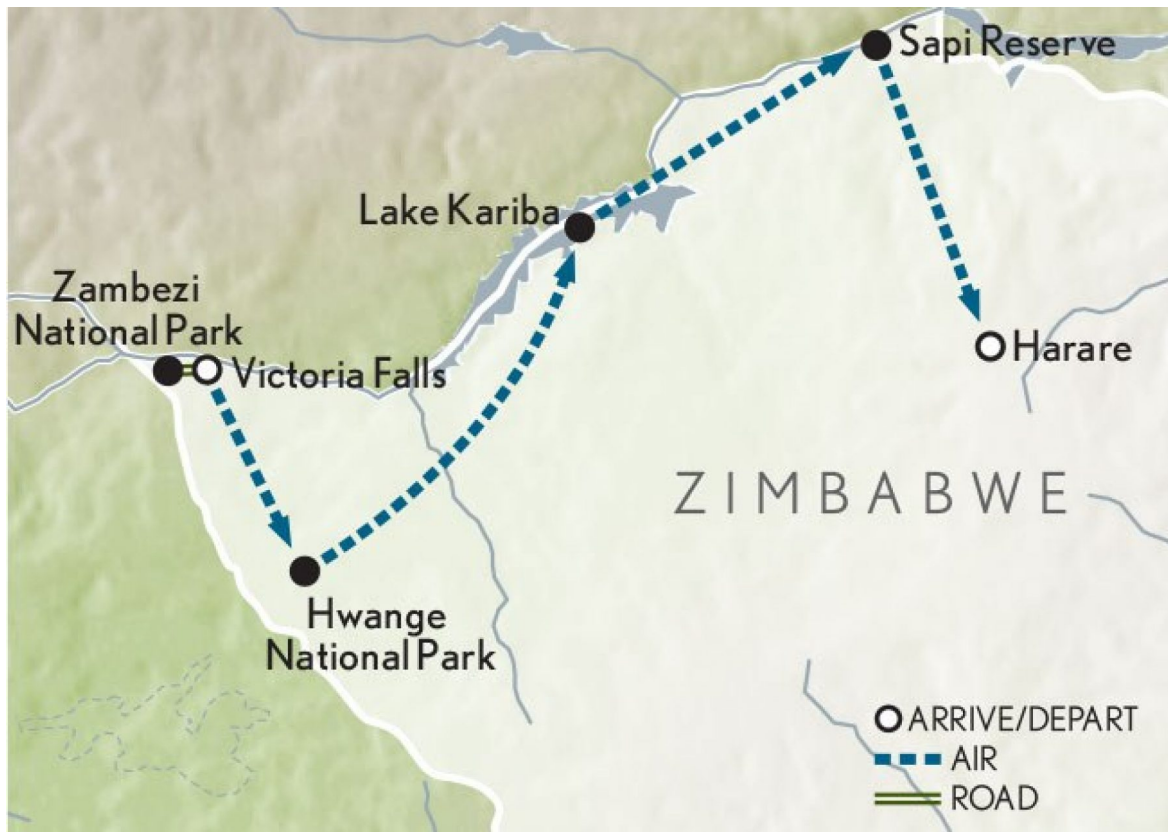 Sapi Reserve
Lake Kariba
Zambezi
National Park
Victoria Falls
Harare
ZIMBABWE
Hwange
National Park
ARRIVE/DEPART
AIR
ROAD